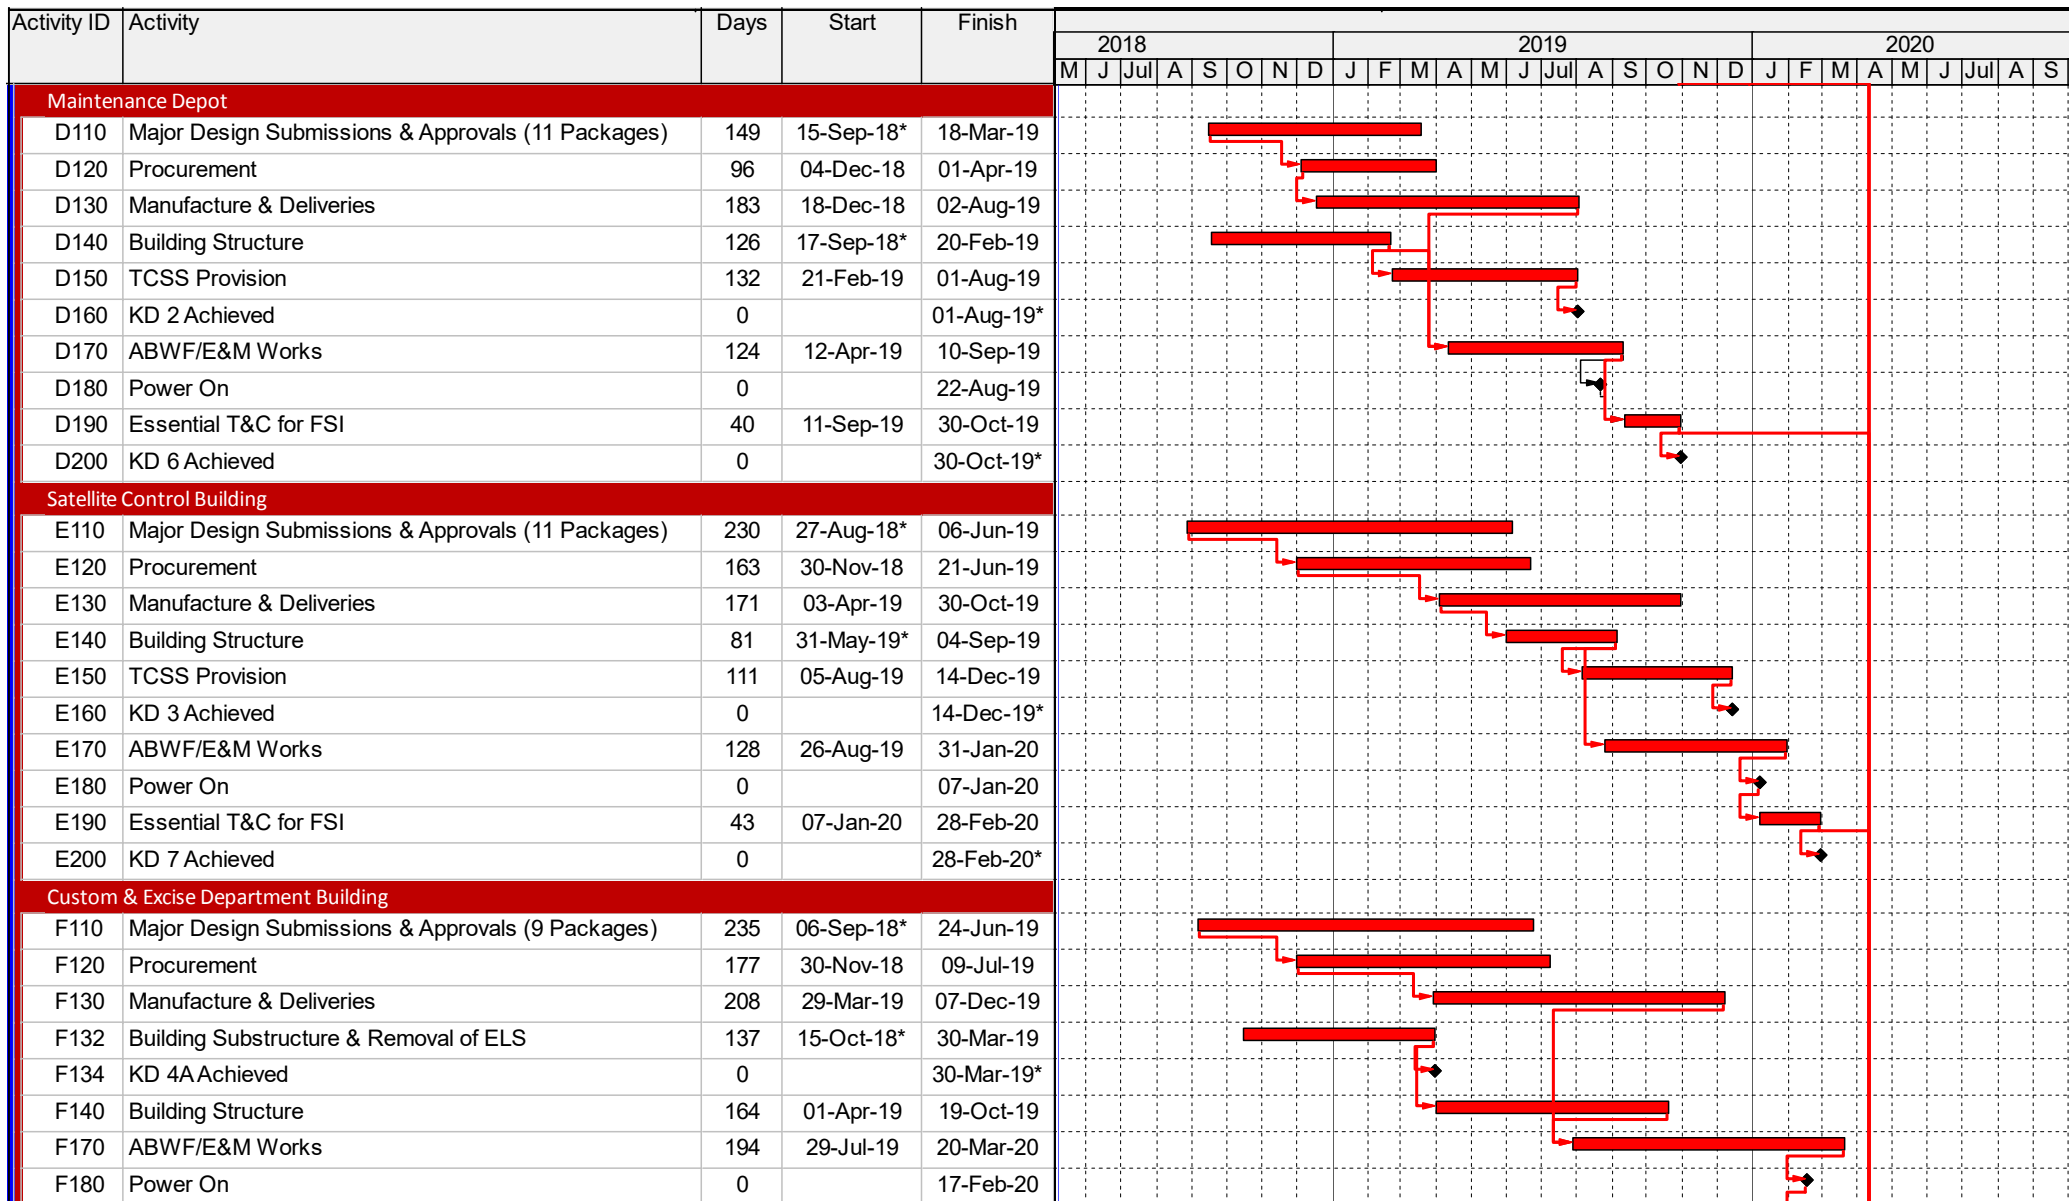 Activity ID Activity Days Start Finish
2018 2019 2020
M J Jul A S O N D J F M A M J Jul A S O N D J F M A M J Jul A S
Maintenance Depot
D110 Major Design Submissions & Approvals (11 Packages) 149 15-Sep-18* 18-Mar-19
D120 Procurement 96 04-Dec-18 01-Apr-19
D130 Manufacture & Deliveries 183 18-Dec-18 02-Aug-19
D140 Building Structure 126 17-Sep-18* 20-Feb-19
D150 TCSS Provision 132 21-Feb-19 01-Aug-19
D160 KD 2 Achieved 0 01-Aug-19*
D170 ABWF/E&M Works 124 12-Apr-19 10-Sep-19
D180 Power On 0 22-Aug-19
D190 Essential T&C for FSI 40 11-Sep-19 30-Oct-19
D200 KD 6 Achieved 0 30-Oct-19*
Satellite Control Building
E110 Major Design Submissions & Approvals (11 Packages) 230 27-Aug-18* 06-Jun-19
E120 Procurement 163 30-Nov-18 21-Jun-19
E130 Manufacture & Deliveries 171 03-Apr-19 30-Oct-19
E140 Building Structure 81 31-May-19* 04-Sep-19
E150 TCSS Provision 111 05-Aug-19 14-Dec-19
E160 KD 3 Achieved 0 14-Dec-19*
E170 ABWF/E&M Works 128 26-Aug-19 31-Jan-20
E180 Power On 0 07-Jan-20
E190 Essential T&C for FSI 43 07-Jan-20 28-Feb-20
E200 KD 7 Achieved 0 28-Feb-20*
Custom & Excise Department Building
F110 Major Design Submissions & Approvals (9 Packages) 235 06-Sep-18* 24-Jun-19
F120 Procurement 177 30-Nov-18 09-Jul-19
F130 Manufacture & Deliveries 208 29-Mar-19 07-Dec-19
F132 Building Substructure & Removal of ELS 137 15-Oct-18* 30-Mar-19
F134 KD 4A Achieved 0 30-Mar-19*
F140 Building Structure 164 01-Apr-19 19-Oct-19
F170 ABWF/E&M Works 194 29-Jul-19 20-Mar-20
F180 Power On 0 17-Feb-20